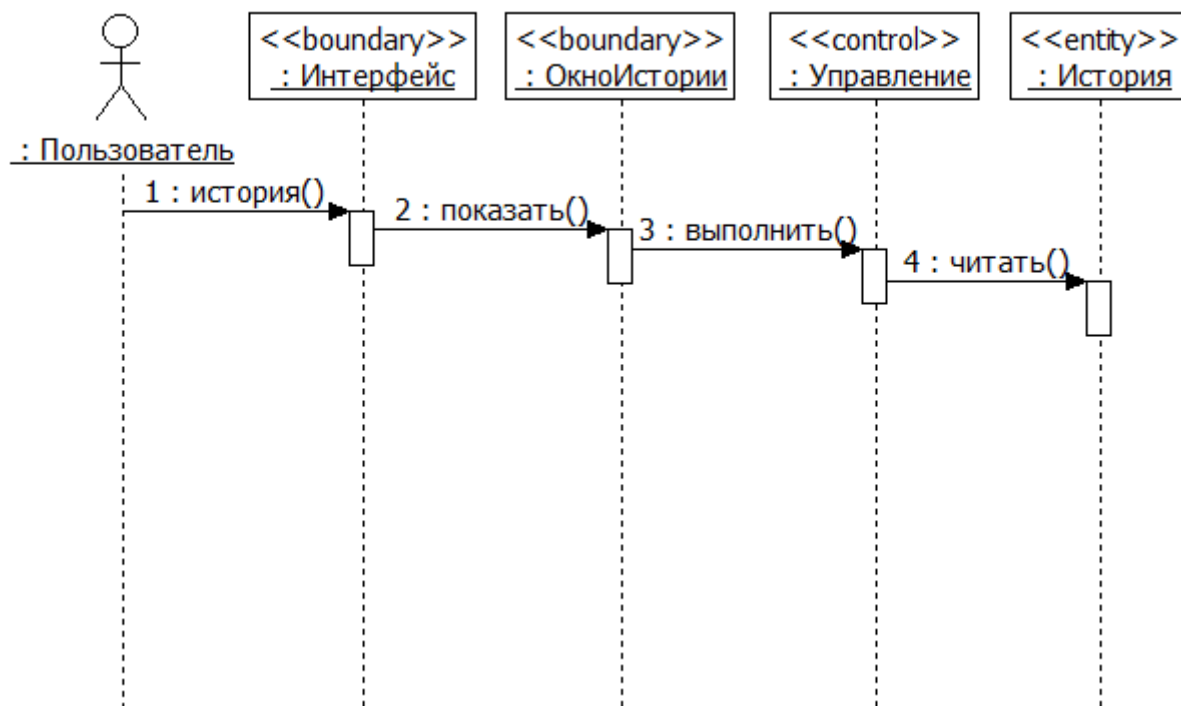 <<boundary>>
: Интерфейс
<<boundary>>
: ОкноИстории
<<control>>
: Управление
<<entity>>
: История
: Пользователь
1 : история()
2 : показать()
3 : выполнить()
4 : читать()